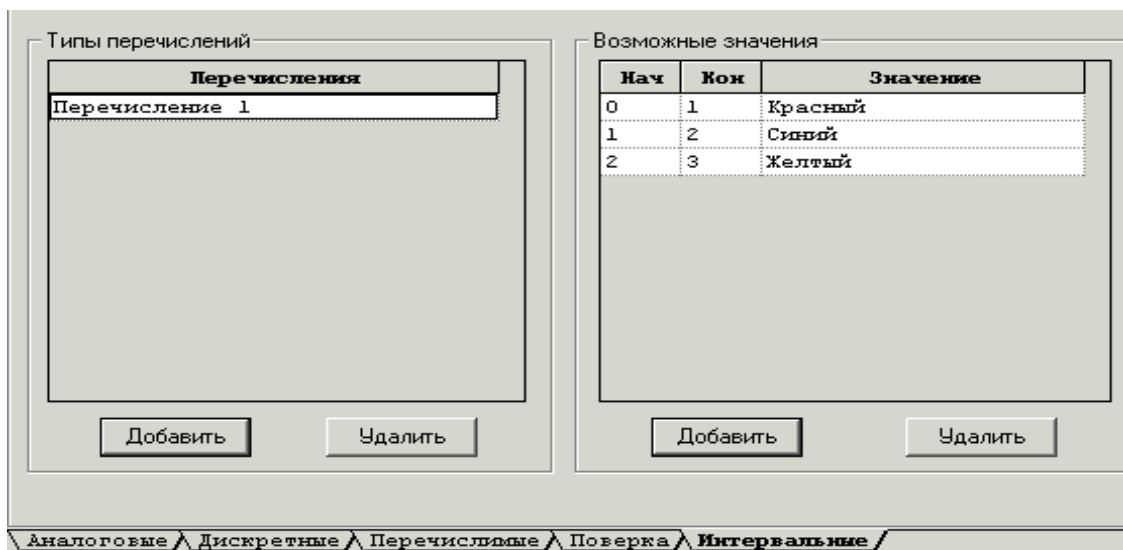 Типы перечислений
Перечисления
Перечисление 1
Добавить Удалить
Возможные значения
Нач Кон Значение
0 1 Красный
1 2 Синий
2 3 Желтый
Добавить Удалить
Аналоговые Дискретные Перечислимые Поверка Интервальные